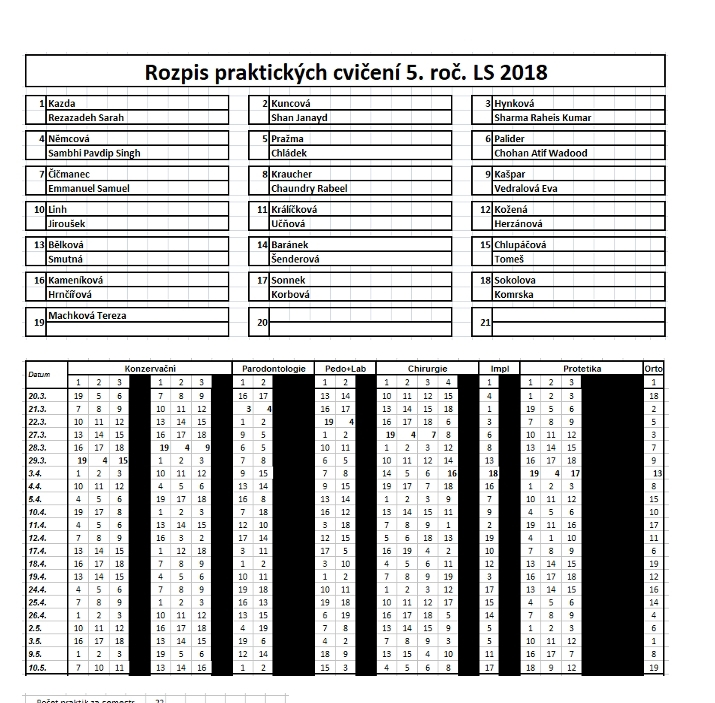 Rozpis praktických cvičení 5. roč. LS 2018
1 Kazda 2 Kuncová 3 Hynková
Rezazadeh Sarah Shan Janayd Sharma Raheis Kumar
4 Němcová 5 Pražma 6 Palider
Sambhi Pavdip Singh Chládek Chohan Atif Wadood
7 Čičmanec 8 Kraucher 9 Kašpar
Emmanuel Samuel Chaundry Rabeel Vedralová Eva
10 Linh 11 Králíčková 12 Kožená
Jiroušek Učňová Herzánová
13 Bělková 14 Baránek 15 Chlupáčová
Smutná Šenderová Tomeš
16 Kameníková 17 Sonnek 18 Sokolova
Hrnčířová Korbová Komrska
19 Machková Tereza 20 21
Datum Konzervační Parodontologie Pedo+Lab Chirurgie Impl Protetika Orto
1 2 3 1 2 3 1 2 1 2 1 2 3 4 1 1 2 3 1
20.3. 19 5 6 7 8 9 16 17 13 14 10 11 12 15 4 1 2 3 18
21.3. 7 8 9 10 11 12 3 4 16 17 13 14 15 18 1 19 5 6 2
22.3. 10 11 12 13 14 15 1 2 19 4 16 17 18 6 3 7 8 9 5
27.3. 13 14 15 16 17 18 9 5 1 2 19 4 7 8 6 10 11 12 3
28.3. 16 17 18 19 4 9 6 5 10 11 1 2 3 12 8 13 14 15 7
29.3. 19 4 15 1 2 3 7 8 6 5 10 11 12 14 13 16 17 18 9
3.4. 1 2 3 10 11 12 9 15 7 8 14 5 6 16 18 19 4 17 13
4.4. 10 11 12 4 5 6 13 14 9 15 19 17 7 18 16 1 2 3 8
5.4. 4 5 6 19 17 18 16 8 13 14 1 2 3 9 7 10 11 12 15
10.4. 19 17 8 1 2 3 7 18 16 12 13 14 15 11 9 4 5 6 10
11.4. 4 5 6 13 14 15 12 10 3 18 7 8 9 1 2 19 11 16 17
12.4. 7 8 9 16 3 2 17 14 12 15 5 6 18 13 19 4 1 10 11
17.4. 13 14 15 1 12 18 3 11 17 5 16 19 4 2 10 7 8 9 6
18.4. 16 17 18 7 8 9 1 2 3 10 4 5 6 11 12 13 14 15 19
19.4. 13 14 15 4 5 6 10 11 1 2 7 8 9 19 3 16 17 18 12
24.4. 4 5 6 7 8 9 19 18 10 11 1 2 3 12 17 13 14 15 16
25.4. 7 8 9 1 2 3 16 13 19 18 10 11 12 17 15 4 5 6 14
26.4. 1 2 3 10 11 12 13 15 6 19 16 17 18 5 14 7 8 9 4
2.5. 10 11 12 16 17 18 4 19 7 8 13 14 15 9 5 1 2 3 6
3.5. 16 17 18 13 14 15 19 6 4 2 7 8 9 3 5 10 11 12 1
9.5. 1 2 3 19 5 6 12 14 18 9 13 15 4 10 11 16 17 7 8
10.5. 7 10 11 13 14 16 1 2 15 3 4 5 6 8 17 18 9 12 19
Počet praktik za semestr 22